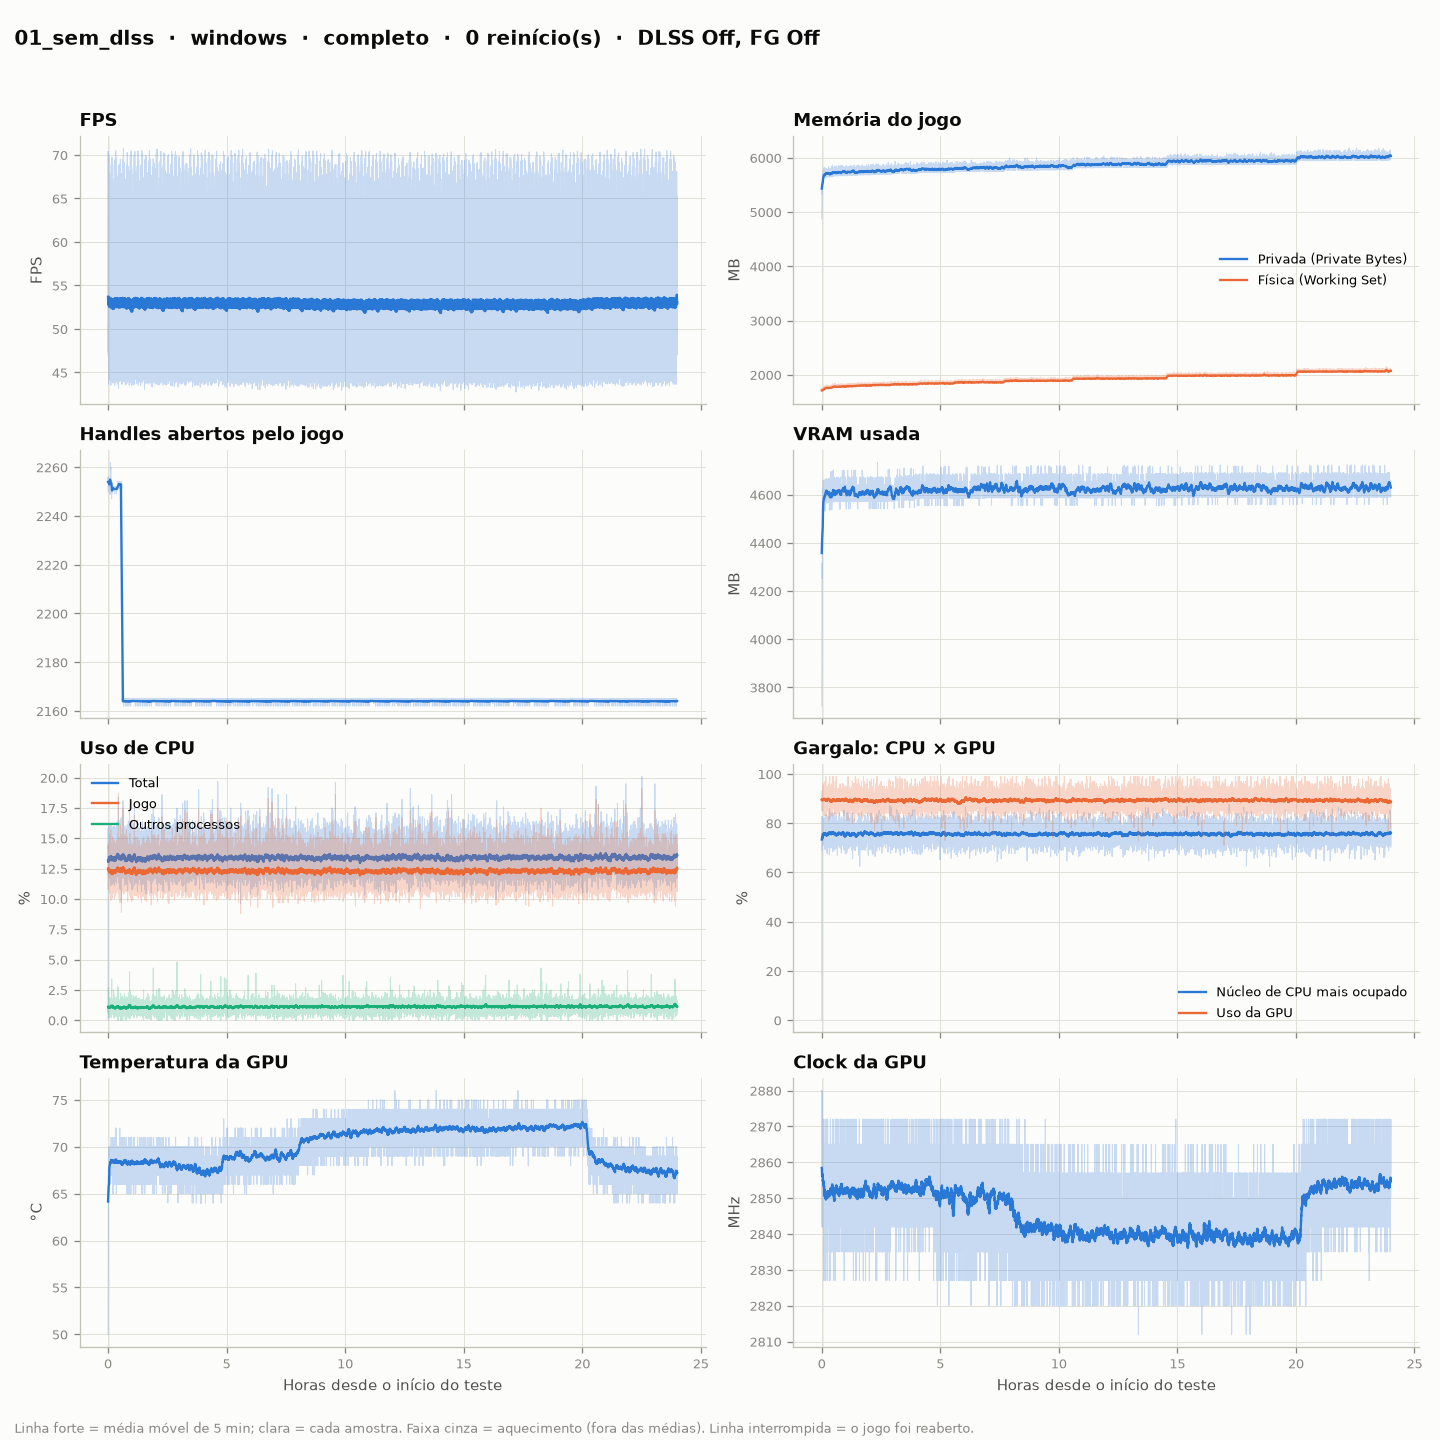 01_sem_dlss · windows · completo · 0 reinício(s) · DLSS Off, FG Off
FPS
70
65
60
55
50
45
FPS
Memória do jogo
6000
5000
4000
3000
2000
MB
Privada (Private Bytes)
Física (Working Set)
Handles abertos pelo jogo
2260
2240
2220
2200
2180
2160
VRAM usada
4600
4400
4200
4000
3800
MB
Uso de CPU
20.0
17.5
15.0
12.5
10.0
7.5
5.0
2.5
0.0
%
Total
Jogo
Outros processos
Gargalo: CPU × GPU
100
80
60
40
20
0
%
Núcleo de CPU mais ocupado
Uso da GPU
Temperatura da GPU
75
70
65
60
55
50
°C
0 5 10 15 20 25
Horas desde o início do teste
Clock da GPU
2880
2870
2860
2850
2840
2830
2820
2810
MHz
0 5 10 15 20 25
Horas desde o início do teste
Linha forte = média móvel de 5 min; clara = cada amostra. Faixa cinza = aquecimento (fora das médias). Linha interrompida = o jogo foi reaberto.